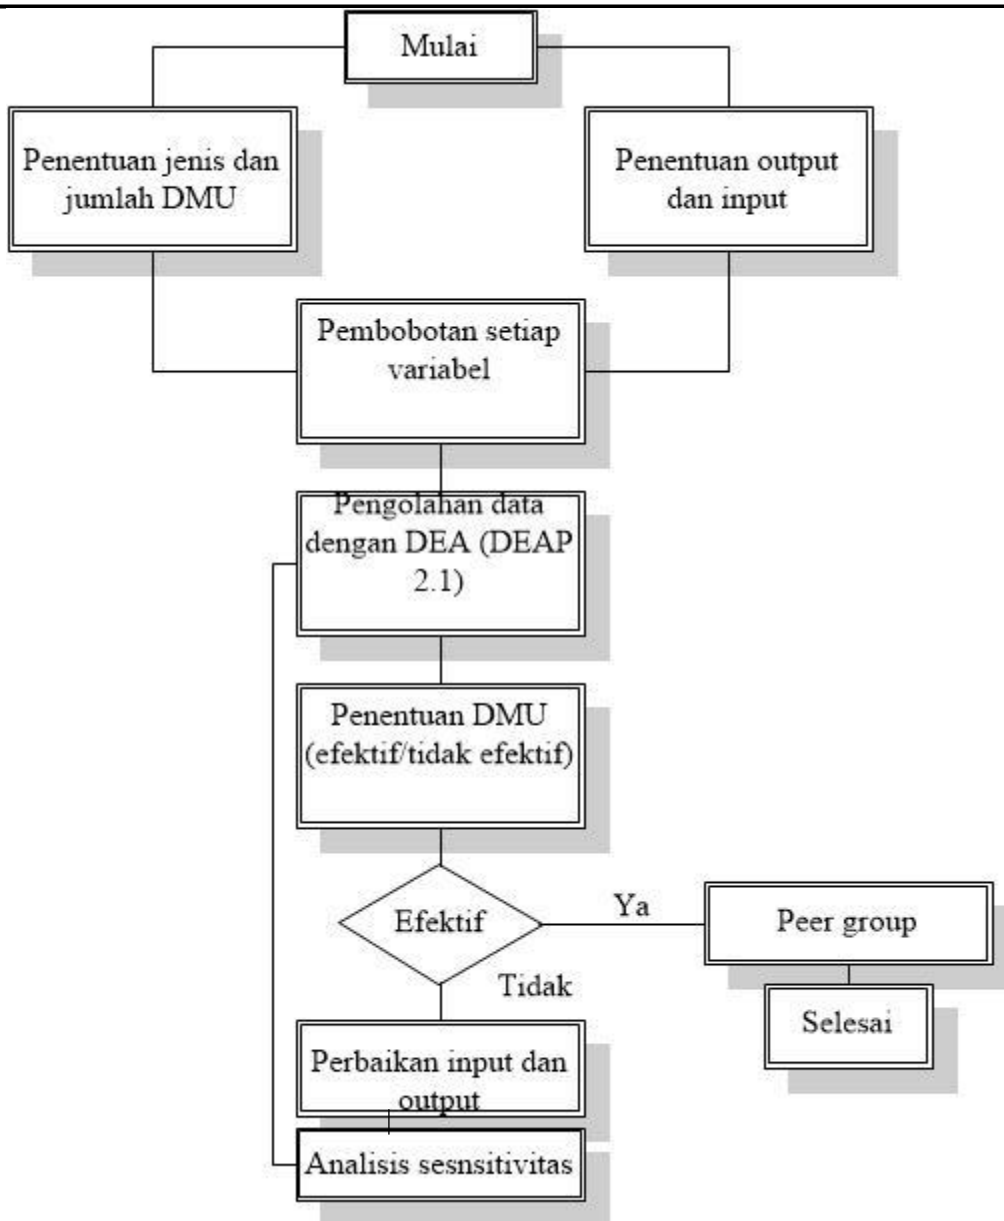 Mulai
Penentuan jenis dan
jumlah DMU
Penentuan output
dan input
Pembobotan setiap
variabel
Pengolahan data
dengan DEA (DEAP
2.1)
Penentuan DMU
(efektif/tidak efektif)
Efektif
Ya
Peer group
Tidak
Selesai
Perbaikan input dan
output
Analisis sesnsitivitas